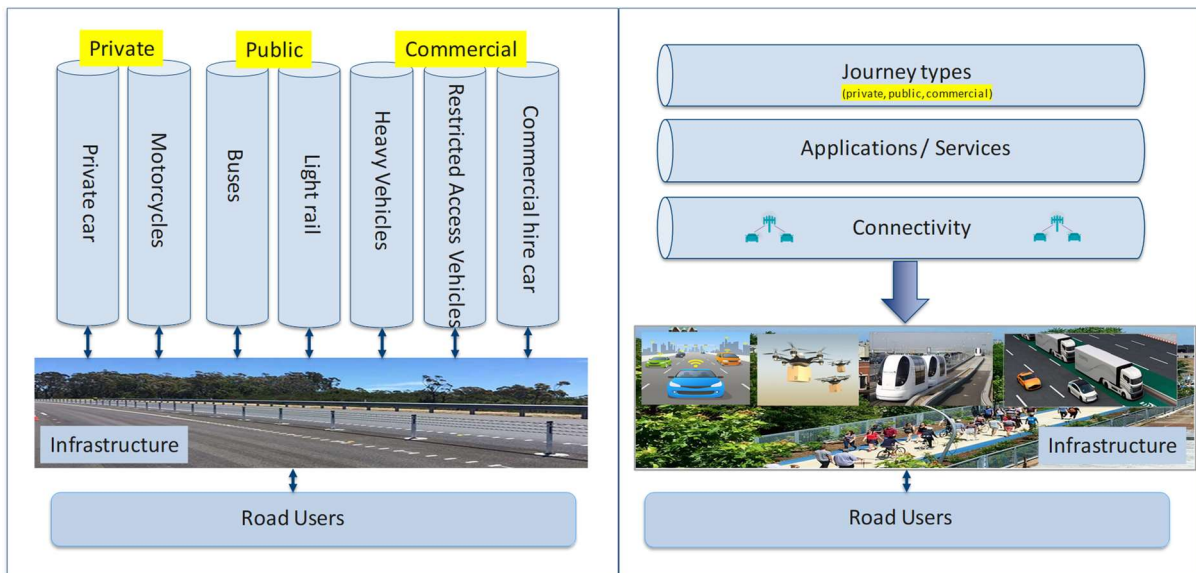 Private
Public
Commercial
Private car
Motorcycles
Buses
Light rail
Heavy Vehicles
Restricted Access Vehicles
Commercial hire car
Infrastructure
Road Users
Journey types
(private, public, commercial)
Applications / Services
Connectivity
Infrastructure
Road Users